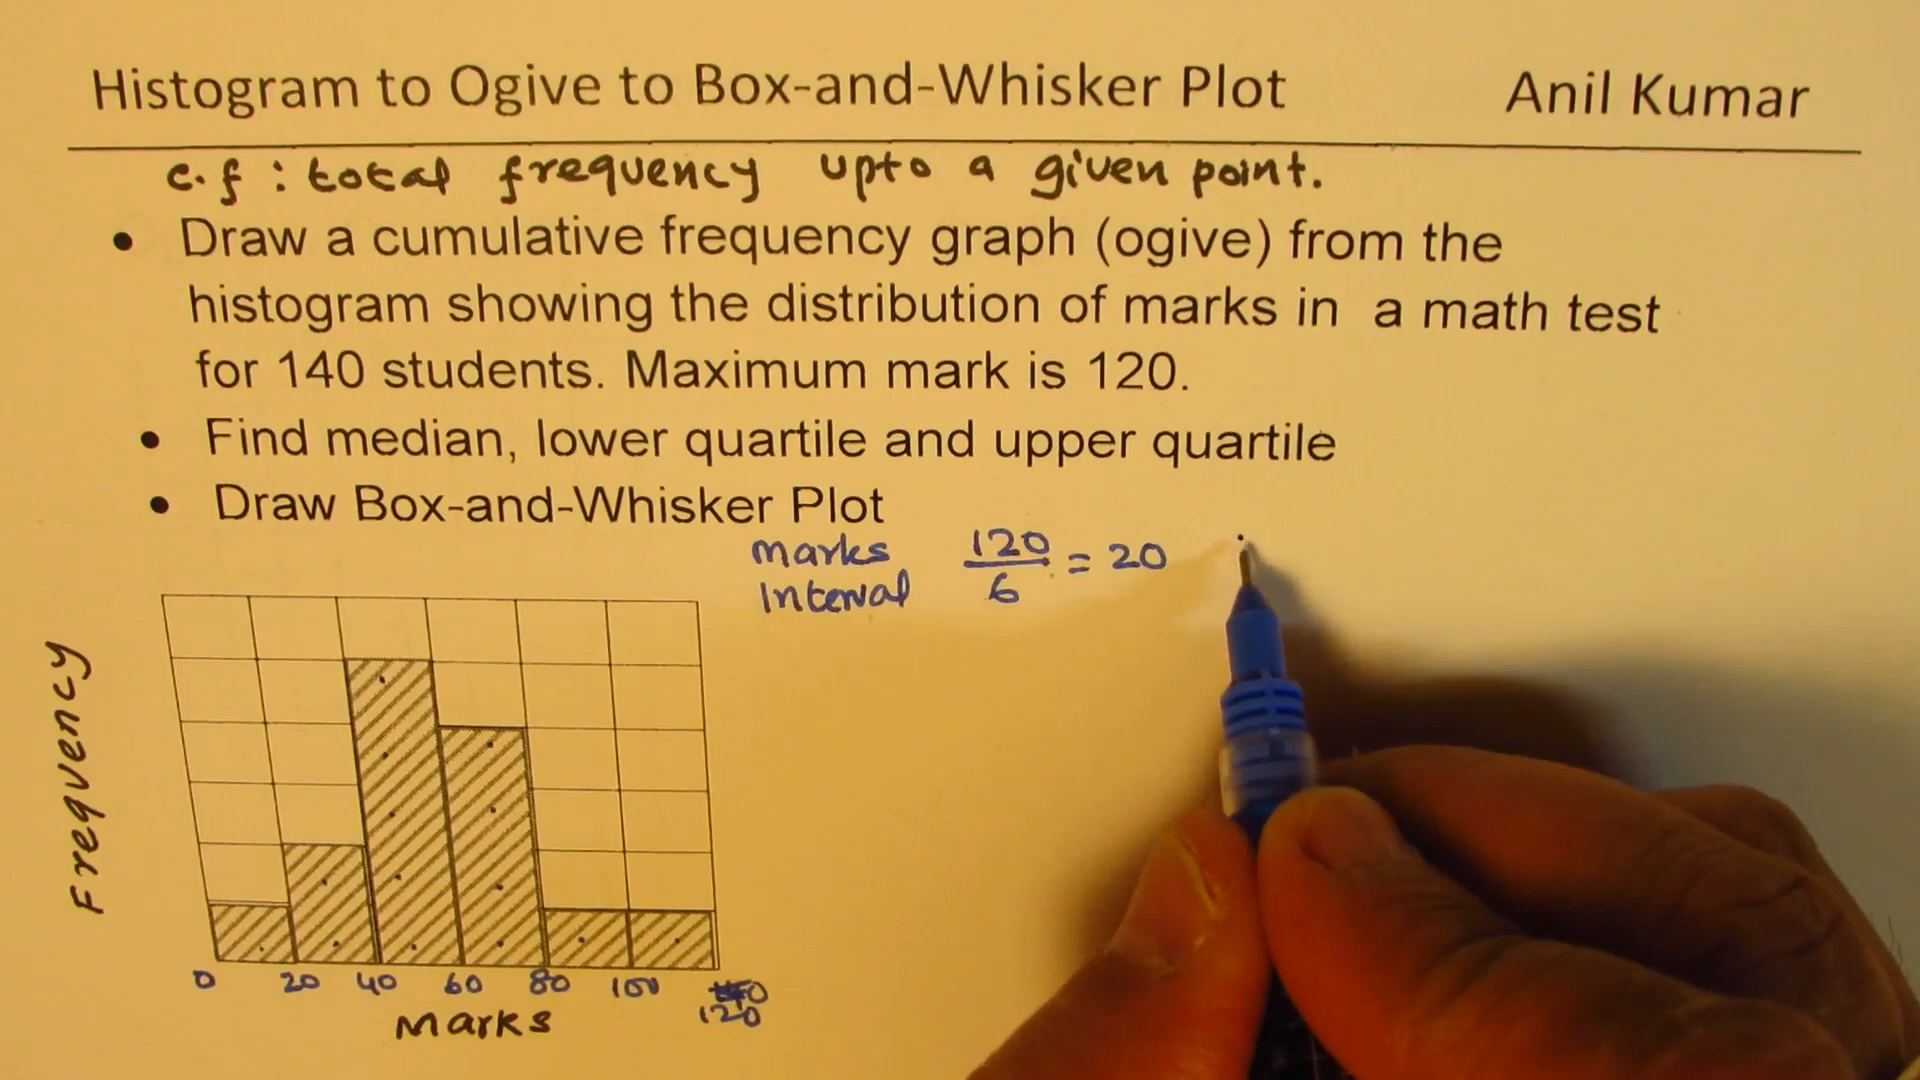 Histogram to Ogive to Box-and-Whisker Plot Anil Kumar
c.f : total frequency upto a given point.
• Draw a cumulative frequency graph (ogive) from the
histogram showing the distribution of marks in a math test
for 140 students. Maximum mark is 120.
• Find median, lower quartile and upper quartile
• Draw Box-and-Whisker Plot
marks
Interval
120
6
= 20
Frequency
0 20 40 60 80 100
120
Marks